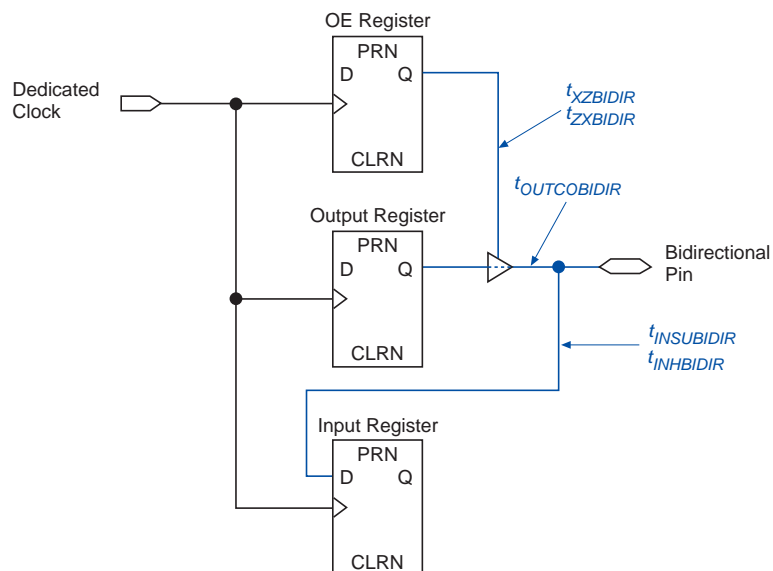 OE Register
PRN
D Q
CLRN
Dedicated
Clock
tXZBIDIR
tZXBIDIR
tOUTCOBIDIR
Output Register
PRN
D Q
CLRN
Bidirectional
Pin
tINSUBIDIR
tINHBIDIR
Input Register
PRN
D Q
CLRN